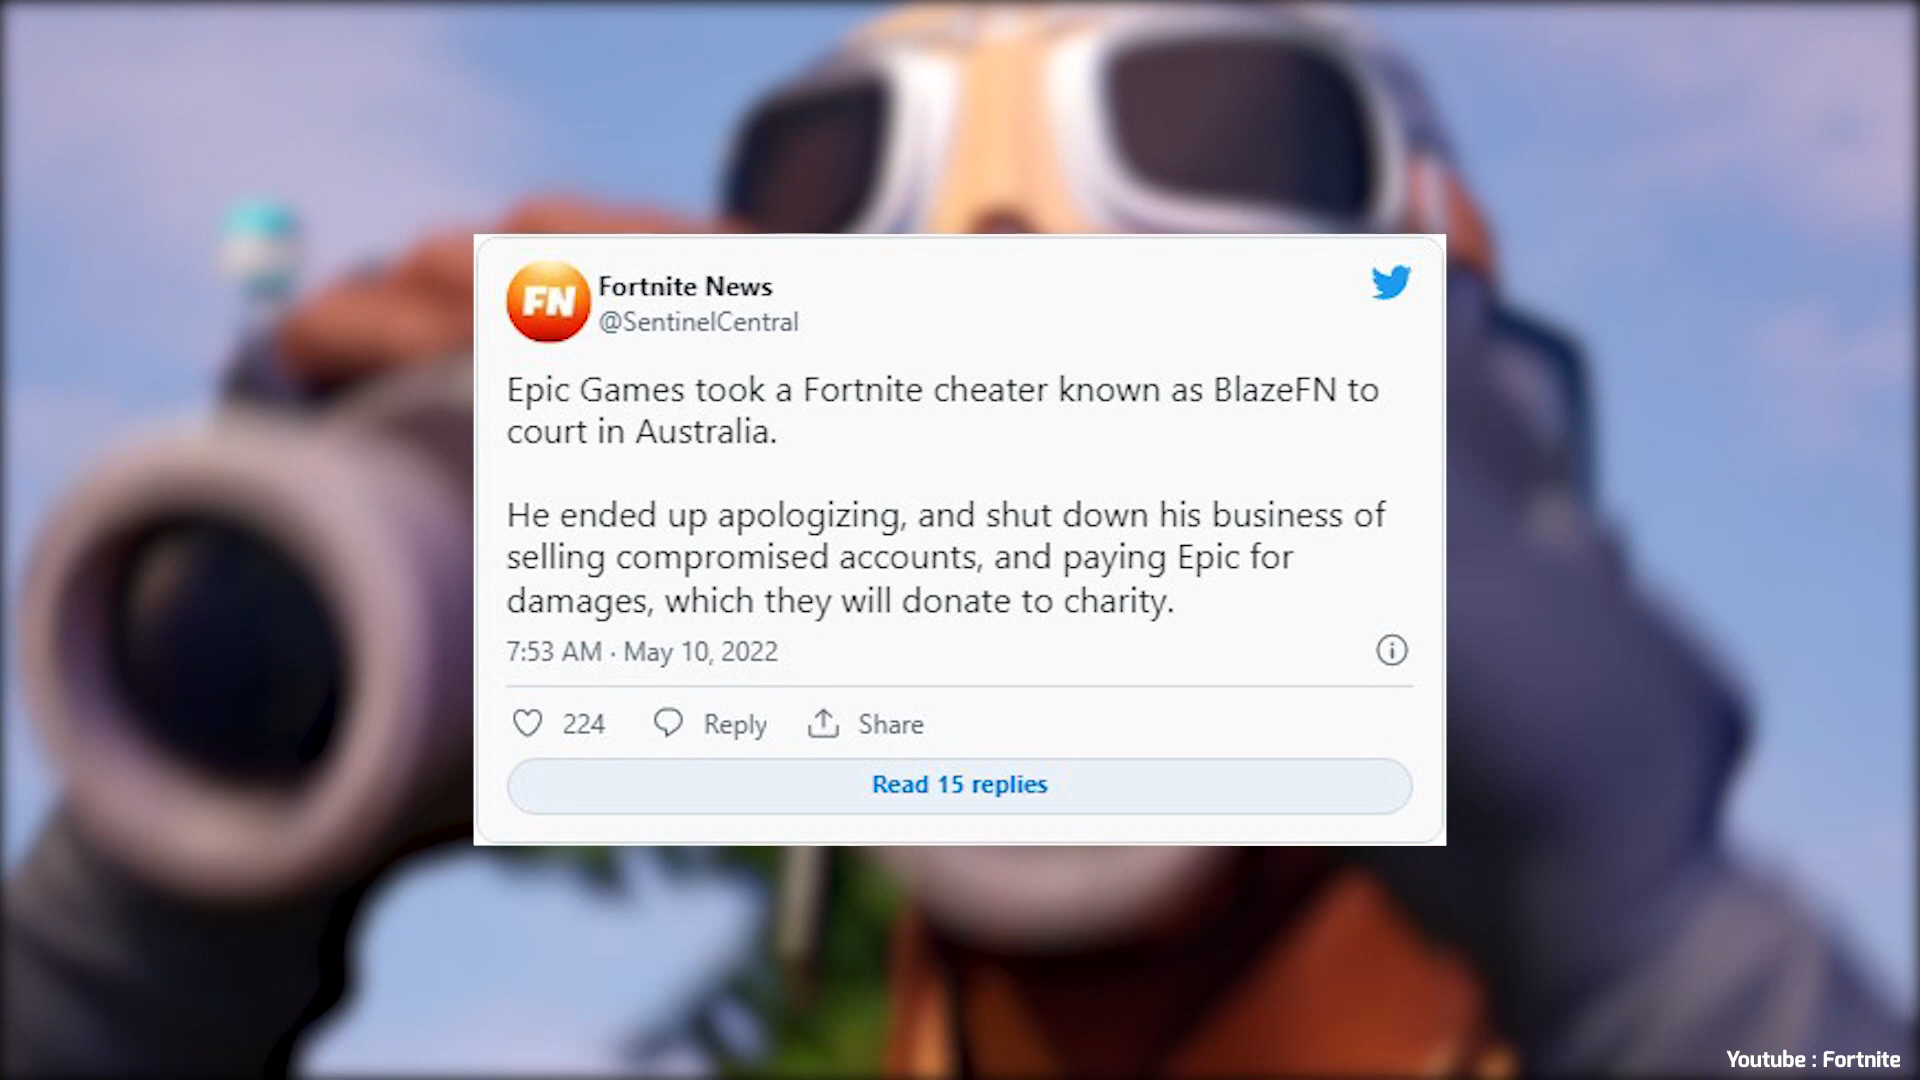 FN
Fortnite News
@SentinelCentral
Epic Games took a Fortnite cheater known as BlazeFN to
court in Australia.
He ended up apologizing, and shut down his business of
selling compromised accounts, and paying Epic for
damages, which they will donate to charity.
7:53 AM · May 10, 2022
224 Reply Share
Read 15 replies
Youtube : Fortnite